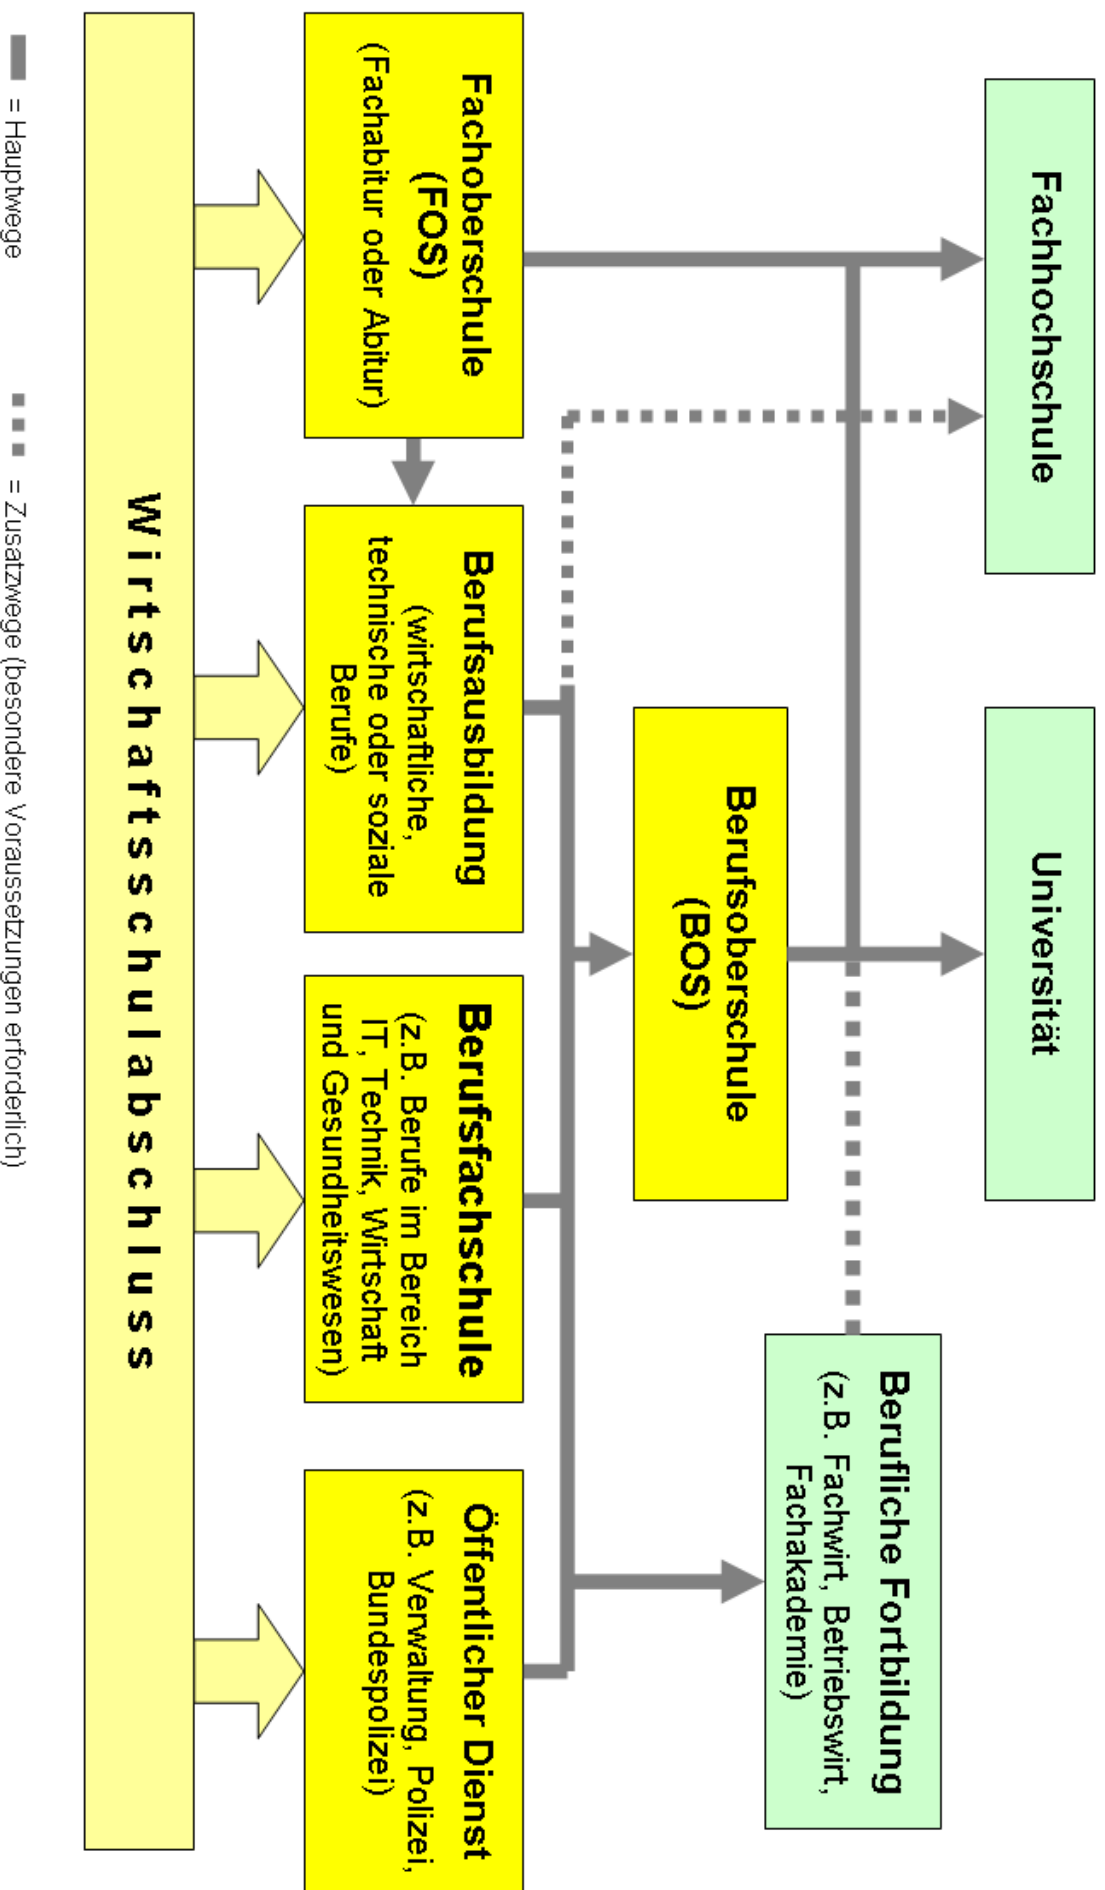 Fachhochschule
Universität
Berufliche Fortbildung
(z.B. Fachwirt, Betriebswirt,
Fachakademie)
Berufsoberschule
(BOS)
Fachoberschule
(FOS)
(Fachabitur oder Abitur)
Berufsausbildung
(wirtschaftliche,
technische oder soziale
Berufe)
Berufsfachschule
(z.B. Berufe im Bereich
IT, Technik, Wirtschaft
und Gesundheitswesen)
Öffentlicher Dienst
(z.B. Verwaltung, Polizei,
Bundespolizei)
Wirtschaftsschulabschluss
= Hauptwege
= Zusatzwege (besondere Voraussetzungen erforderlich)